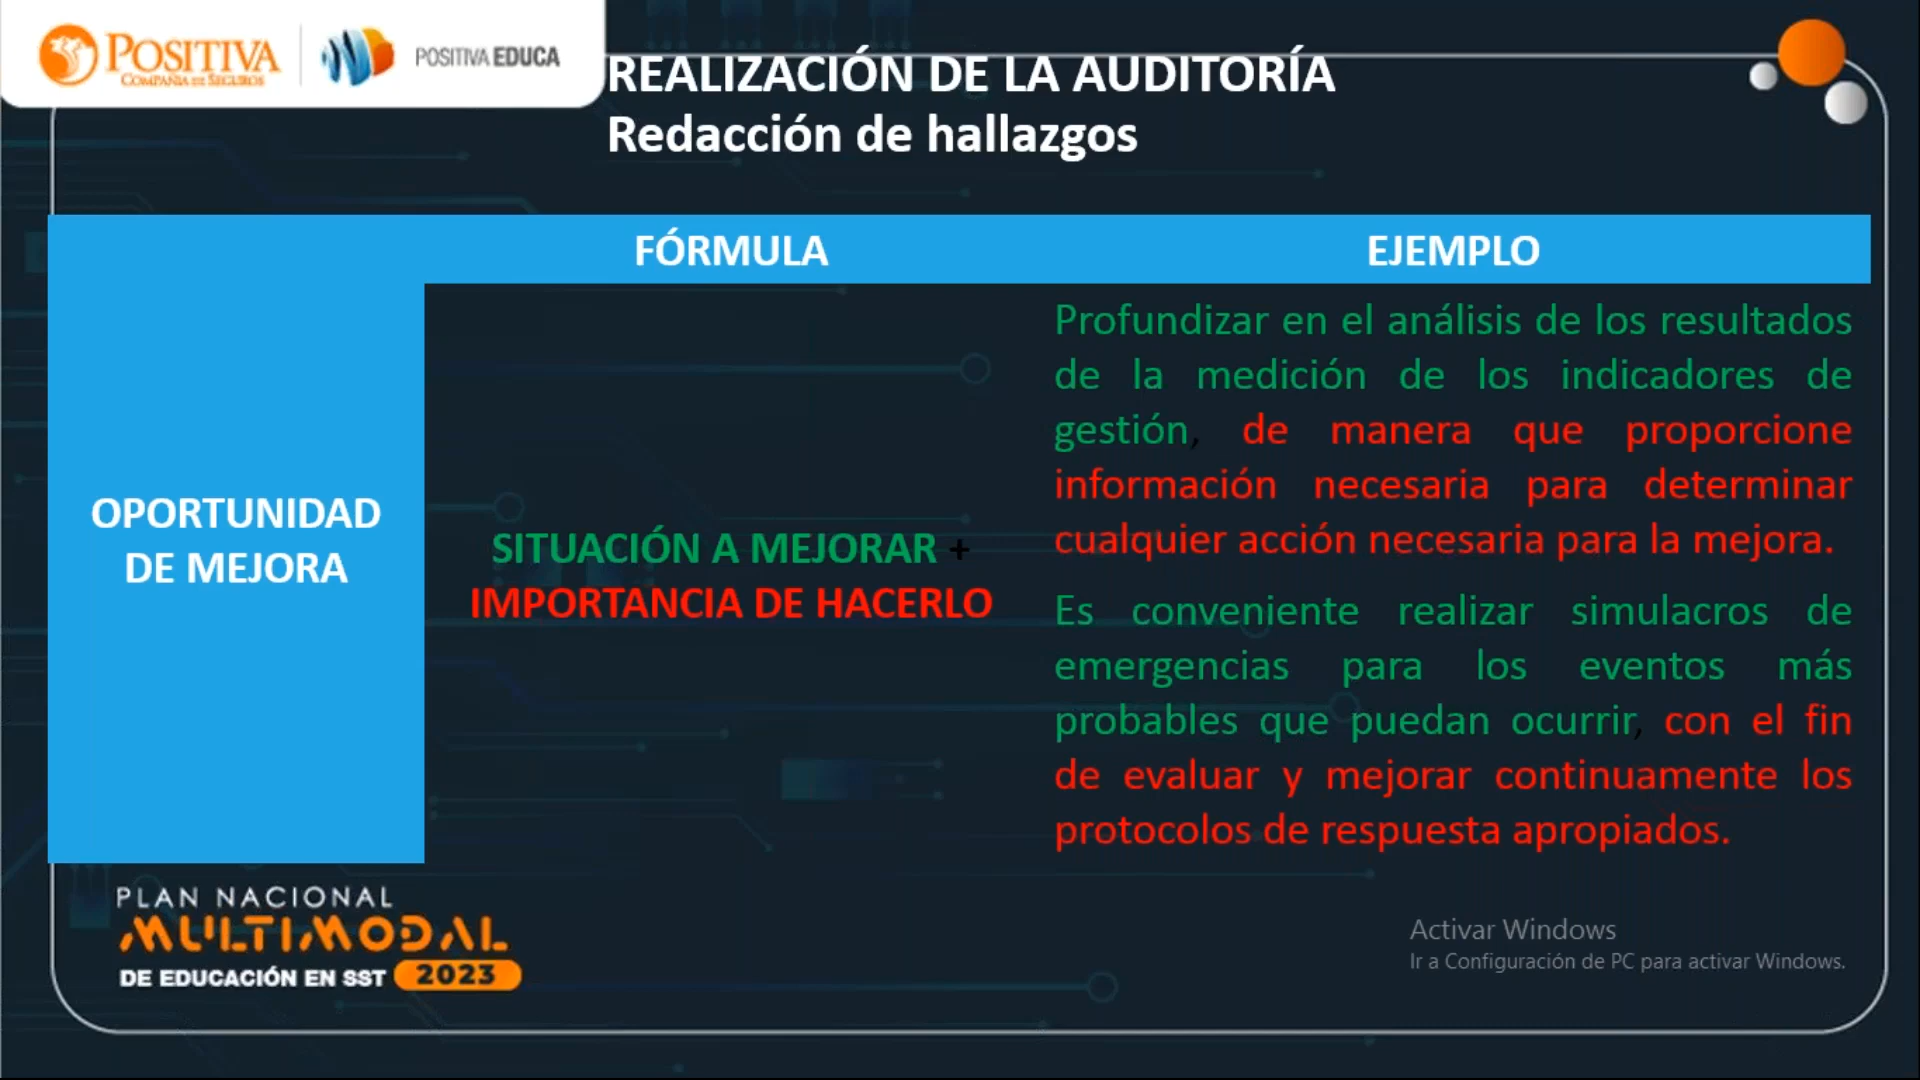 POSITIVA
COMPAÑIA DE SEGUROS
POSITIVA EDUCA
REALIZACIÓN DE LA AUDITORÍA
Redacción de hallazgos
FÓRMULA
EJEMPLO
OPORTUNIDAD
DE MEJORA
SITUACIÓN A MEJORAR +
IMPORTANCIA DE HACERLO
Profundizar en el análisis de los resultados
de la medición de los indicadores de
gestión, de manera que proporcione
información necesaria para determinar
cualquier acción necesaria para la mejora.
Es conveniente realizar simulacros de
emergencias para los eventos más
probables que puedan ocurrir, con el fin
de evaluar y mejorar continuamente los
protocolos de respuesta apropiados.
PLAN NACIONAL
MULTIMODAL
DE EDUCACIÓN EN SST 2023
Activar Windows
Ir a Configuración de PC para activar Windows.